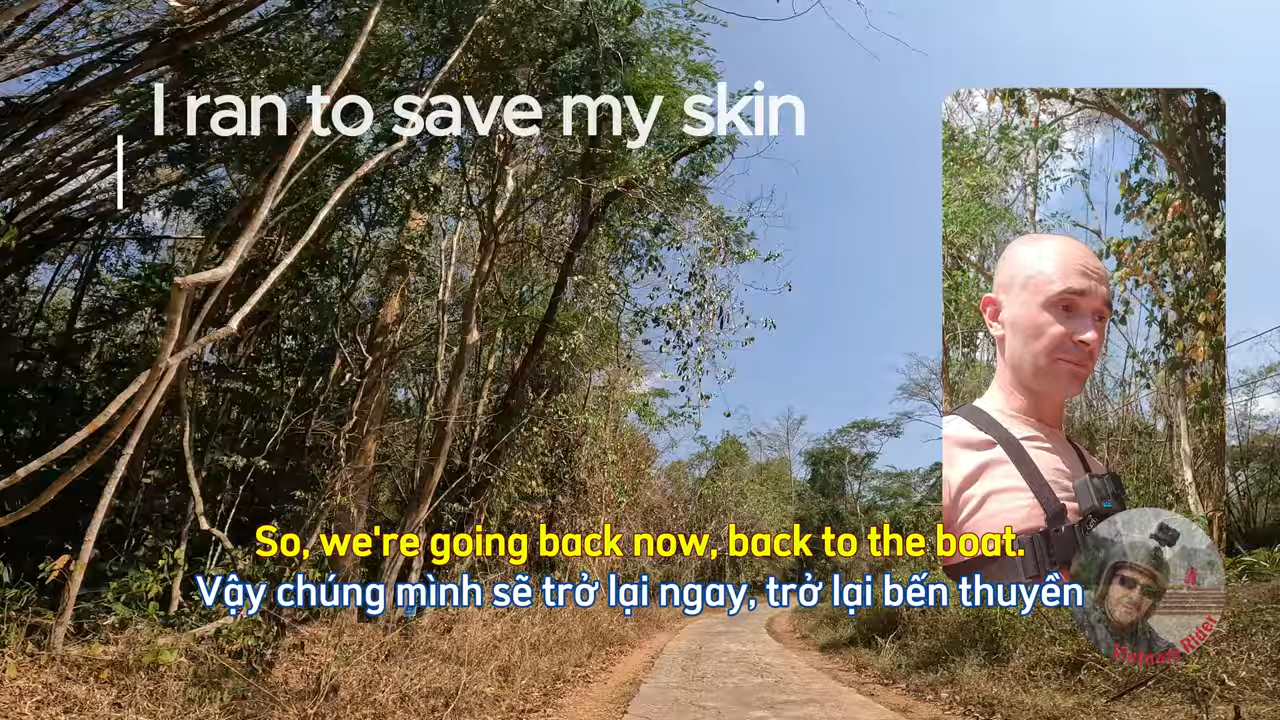 I ran to save my skin
So, we're going back now, back to the boat.
Vậy chúng mình sẽ trở lại ngay, trở lại bến thuyền
Vietnam Rider